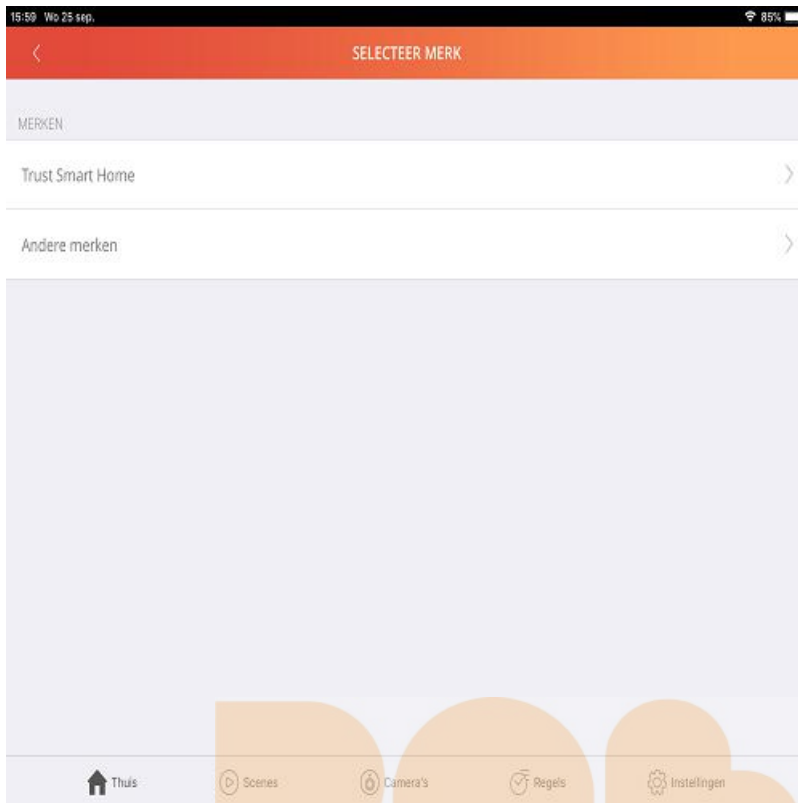 15:59 Wo 25 sep. 85%
SELECTEER MERK
MERKEN
Trust Smart Home
Andere merken
Thuis Scenes Camera's Regels Instellingen